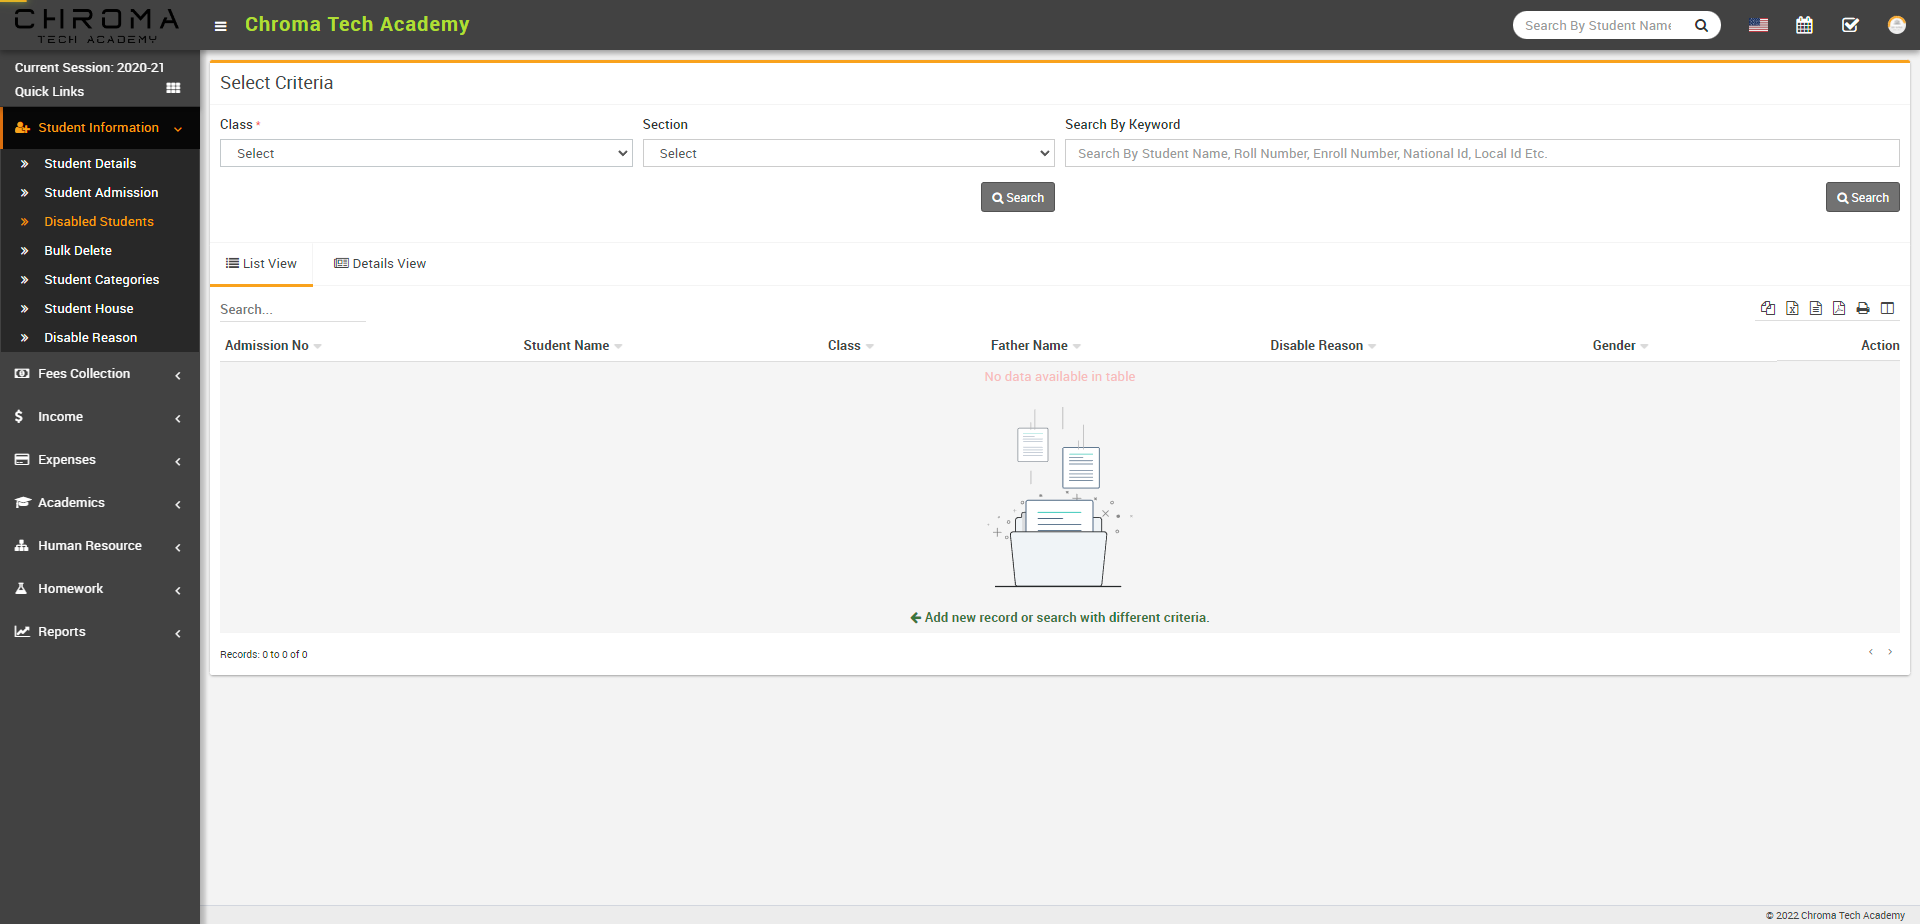 CHROMA
TECH ACADEMY
Chroma Tech Academy
Search By Student Name
Current Session: 2020-21
Quick Links
Student Information
Student Details
Student Admission
Disabled Students
Bulk Delete
Student Categories
Student House
Disable Reason
Fees Collection
Income
Expenses
Academics
Human Resource
Homework
Reports
Select Criteria
Class *
Select
Section
Select
Search By Keyword
Search By Student Name, Roll Number, Enroll Number, National Id, Local Id Etc.
Search
Search
List View
Details View
Search...
Admission No
Student Name
Class
Father Name
Disable Reason
Gender
Action
No data available in table
Add new record or search with different criteria.
Records: 0 to 0 of 0
© 2022 Chroma Tech Academy